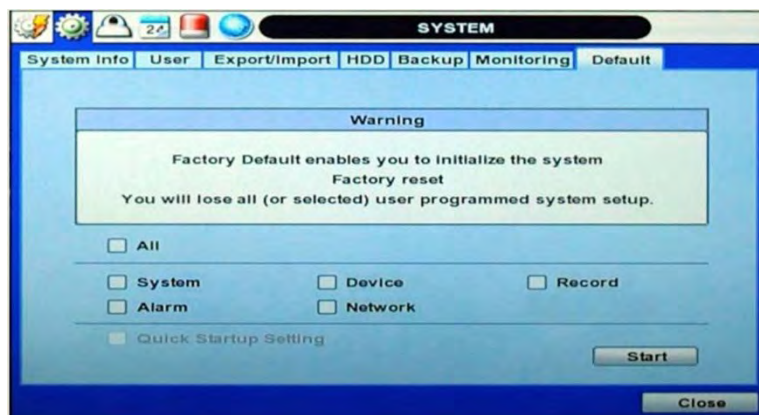 24
SYSTEM
System Info User Export/Import HDD Backup Monitoring Default
Warning
Factory Default enables you to initialize the system
Factory reset
You will lose all (or selected) user programmed system setup.
All
System Device Record
Alarm Network
Quick Startup Setting
Start
Close